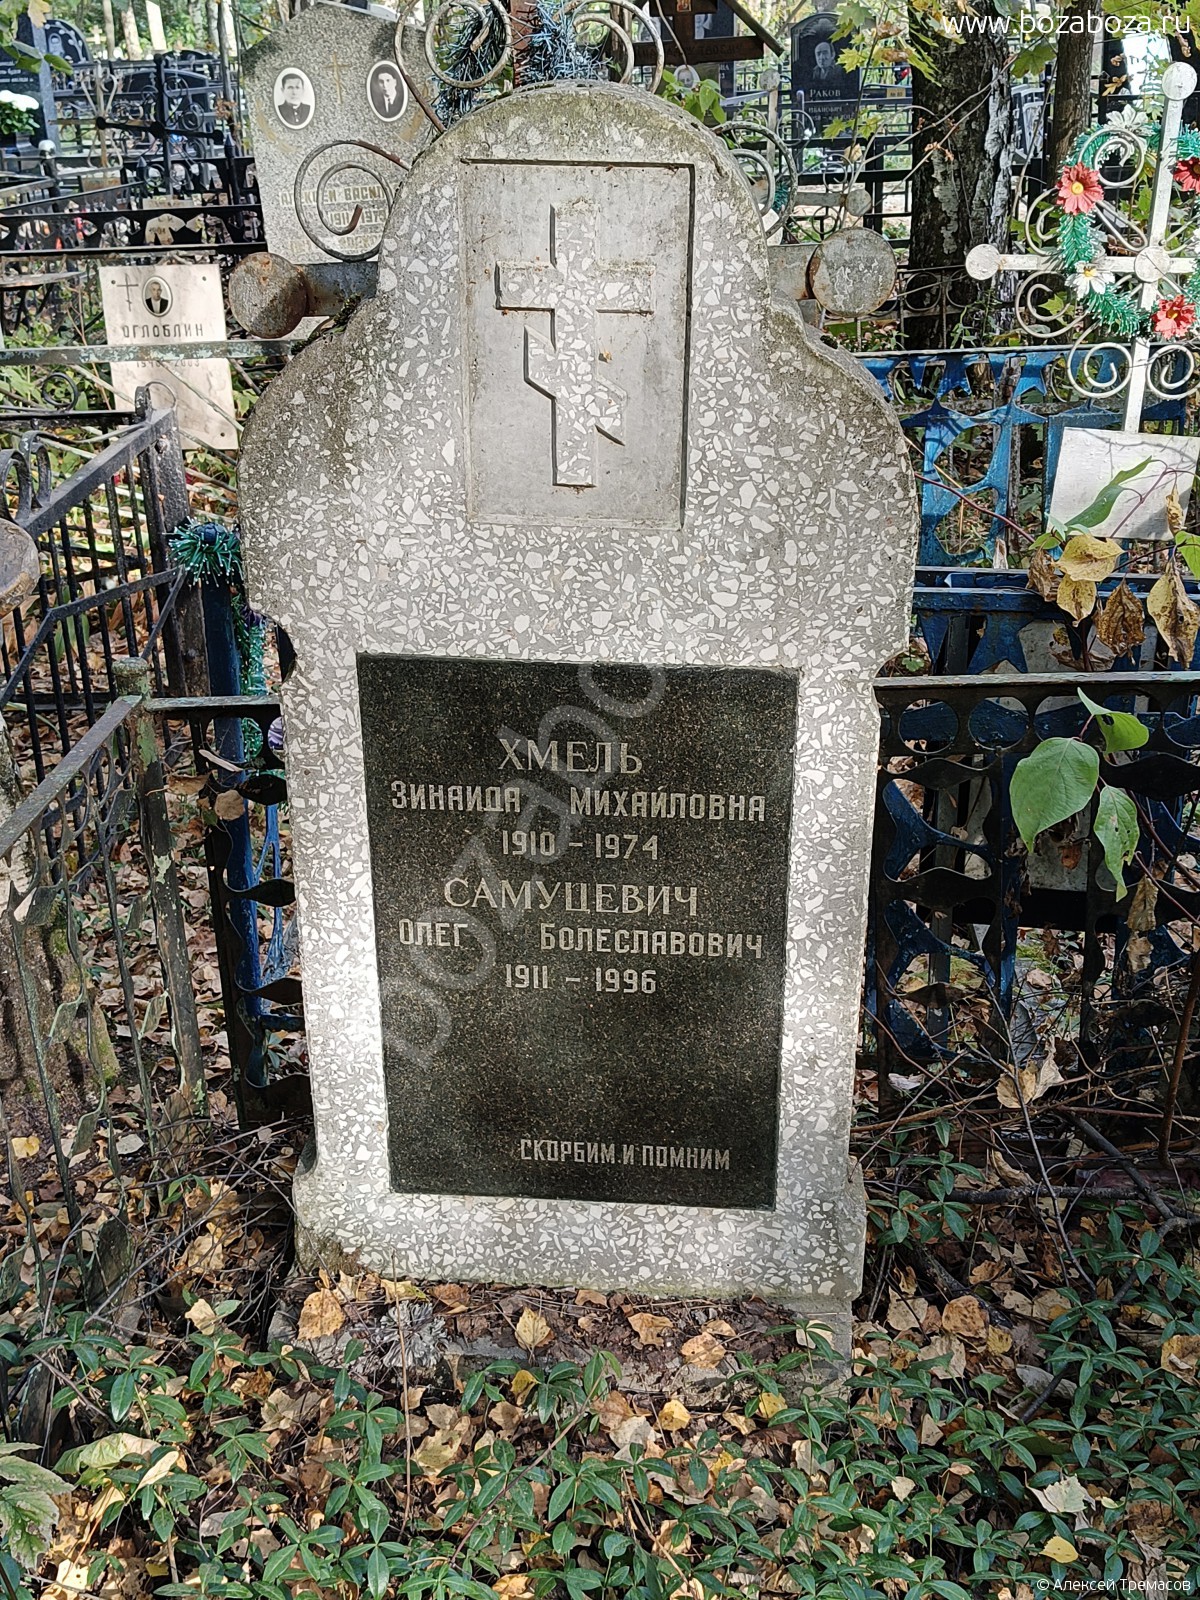 www.bozaboza.ru
РАКОВ
ОГЛОБЛИН
ХМЕЛЬ
ЗИНАИДА МИХАЙЛОВНА
1910 - 1974
САМУЦЕВИЧ
ОЛЕГ БОЛЕСЛАВОВИЧ
1911 - 1996
СКОРБИМ И ПОМНИМ
© Алексей Тремасов